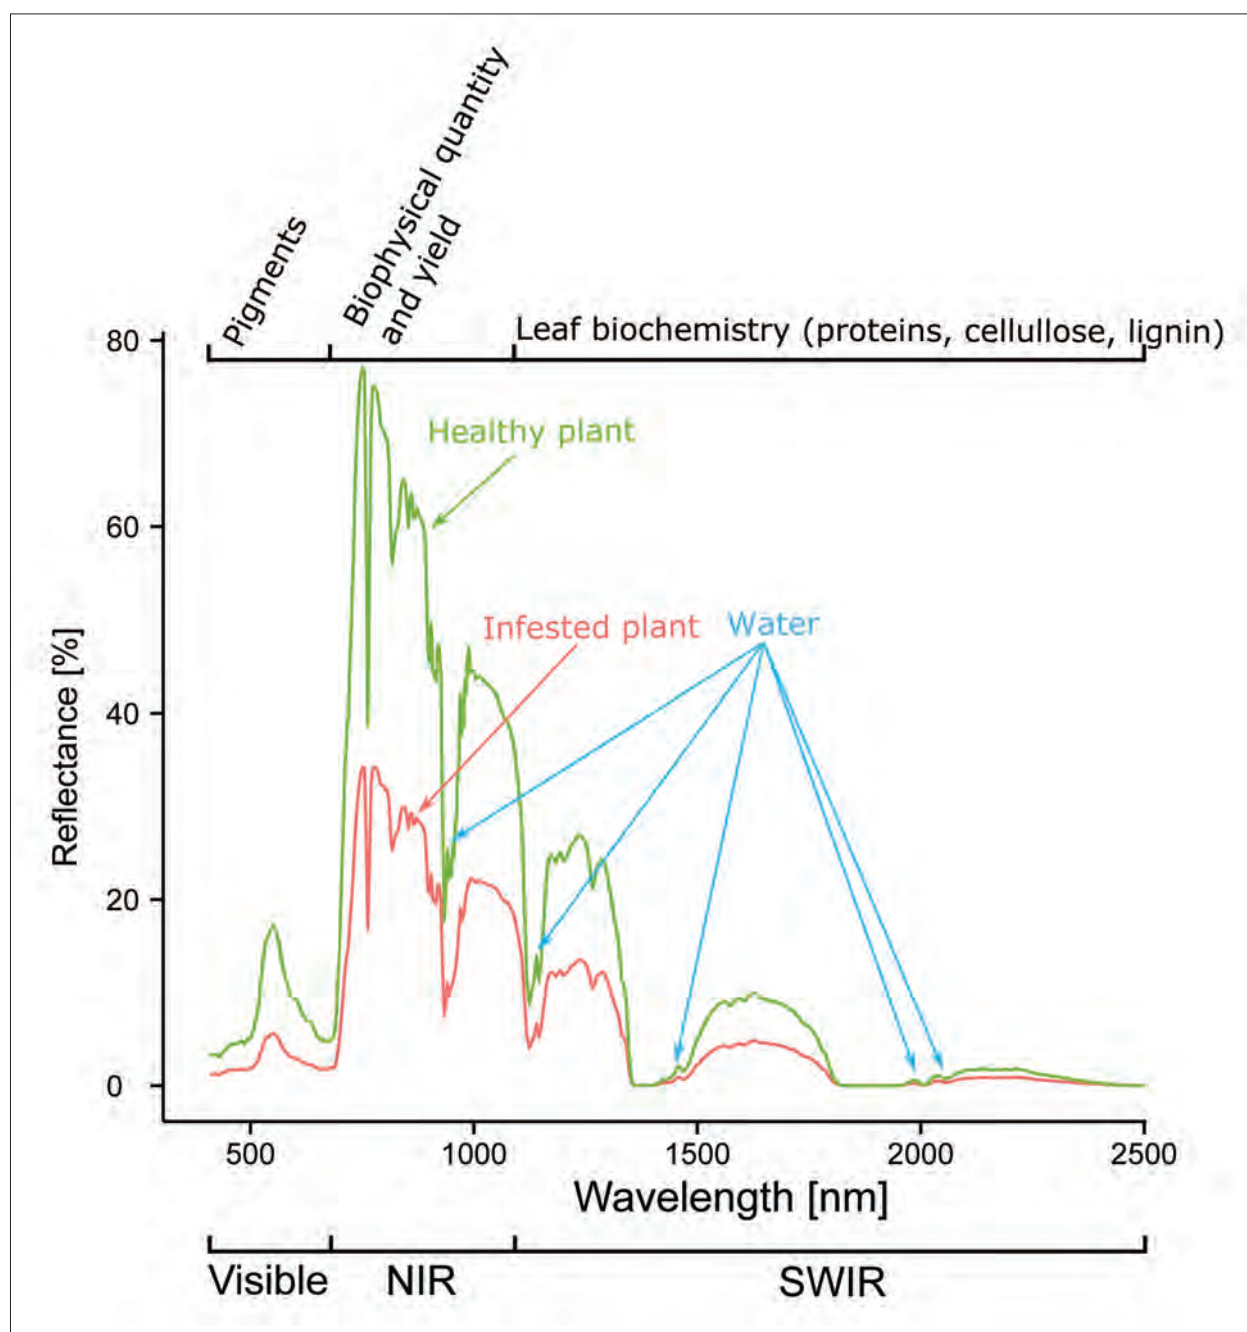 Pigments
Biophysical quantity
and yield
Leaf biochemistry (proteins, cellullose, lignin)
80
Healthy plant
60
Infested plant
Water
Reflectance [%]
40
20
0
500
1000
1500
2000
2500
Wavelength [nm]
Visible
NIR
SWIR